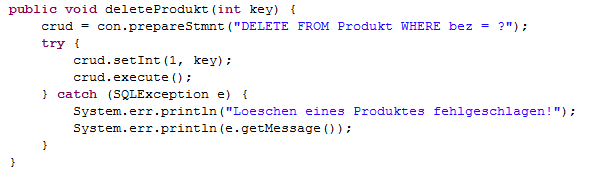 public void deleteProdukt(int key) {
    crud = con.prepareStmnt("DELETE FROM Produkt WHERE bez = ?");
    try {
        crud.setInt(1, key);
        crud.execute();
    } catch (SQLException e) {
        System.err.println("Loeschen eines Produktes fehlgeschlagen!");
        System.err.println(e.getMessage());
    }
}